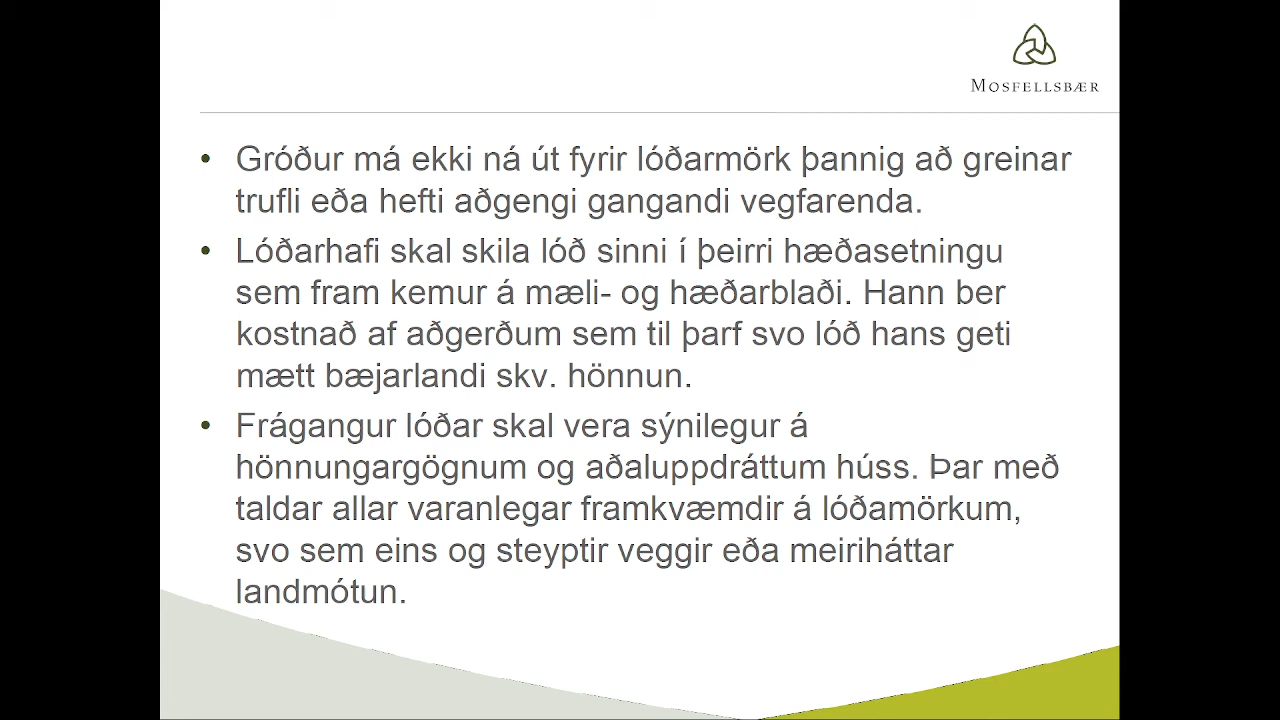 MOSFELLSBÆR
• Gróður má ekki ná út fyrir lóðarmörk þannig að greinar
trufli eða hefti aðgengi gangandi vegfarenda.
• Lóðarhafi skal skila lóð sinni í þeirri hæðasetningu
sem fram kemur á mæli- og hæðarblaði. Hann ber
kostnað af aðgerðum sem til þarf svo lóð hans geti
mætt bæjarlandi skv. hönnun.
• Frágangur lóðar skal vera sýnilegur á
hönnungargögnum og aðaluppdráttum húss. Þar með
taldar allar varanlegar framkvæmdir á lóðamörkum,
svo sem eins og steyptir veggir eða meiriháttar
landmótun.